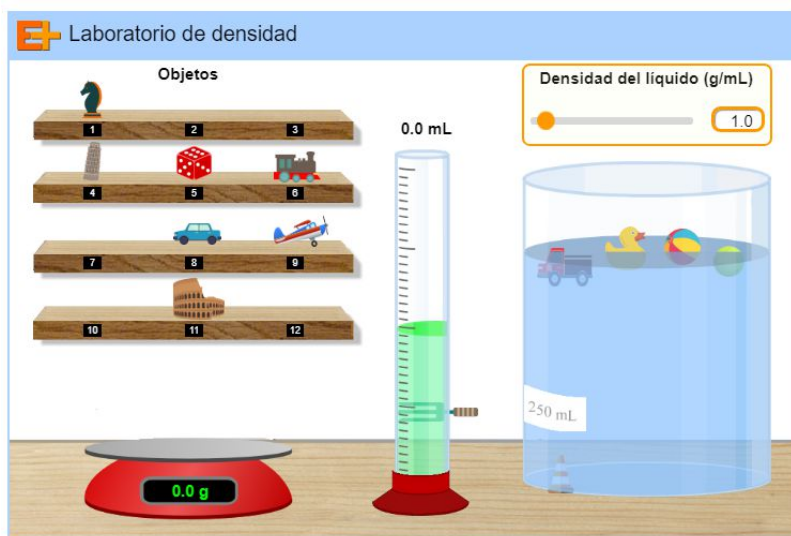 E+ Laboratorio de densidad
Objetos
Densidad del líquido (g/mL)
1.0
0.0 mL
1 2 3
4 5 6
7 8 9
10 11 12
250 mL
0.0 g